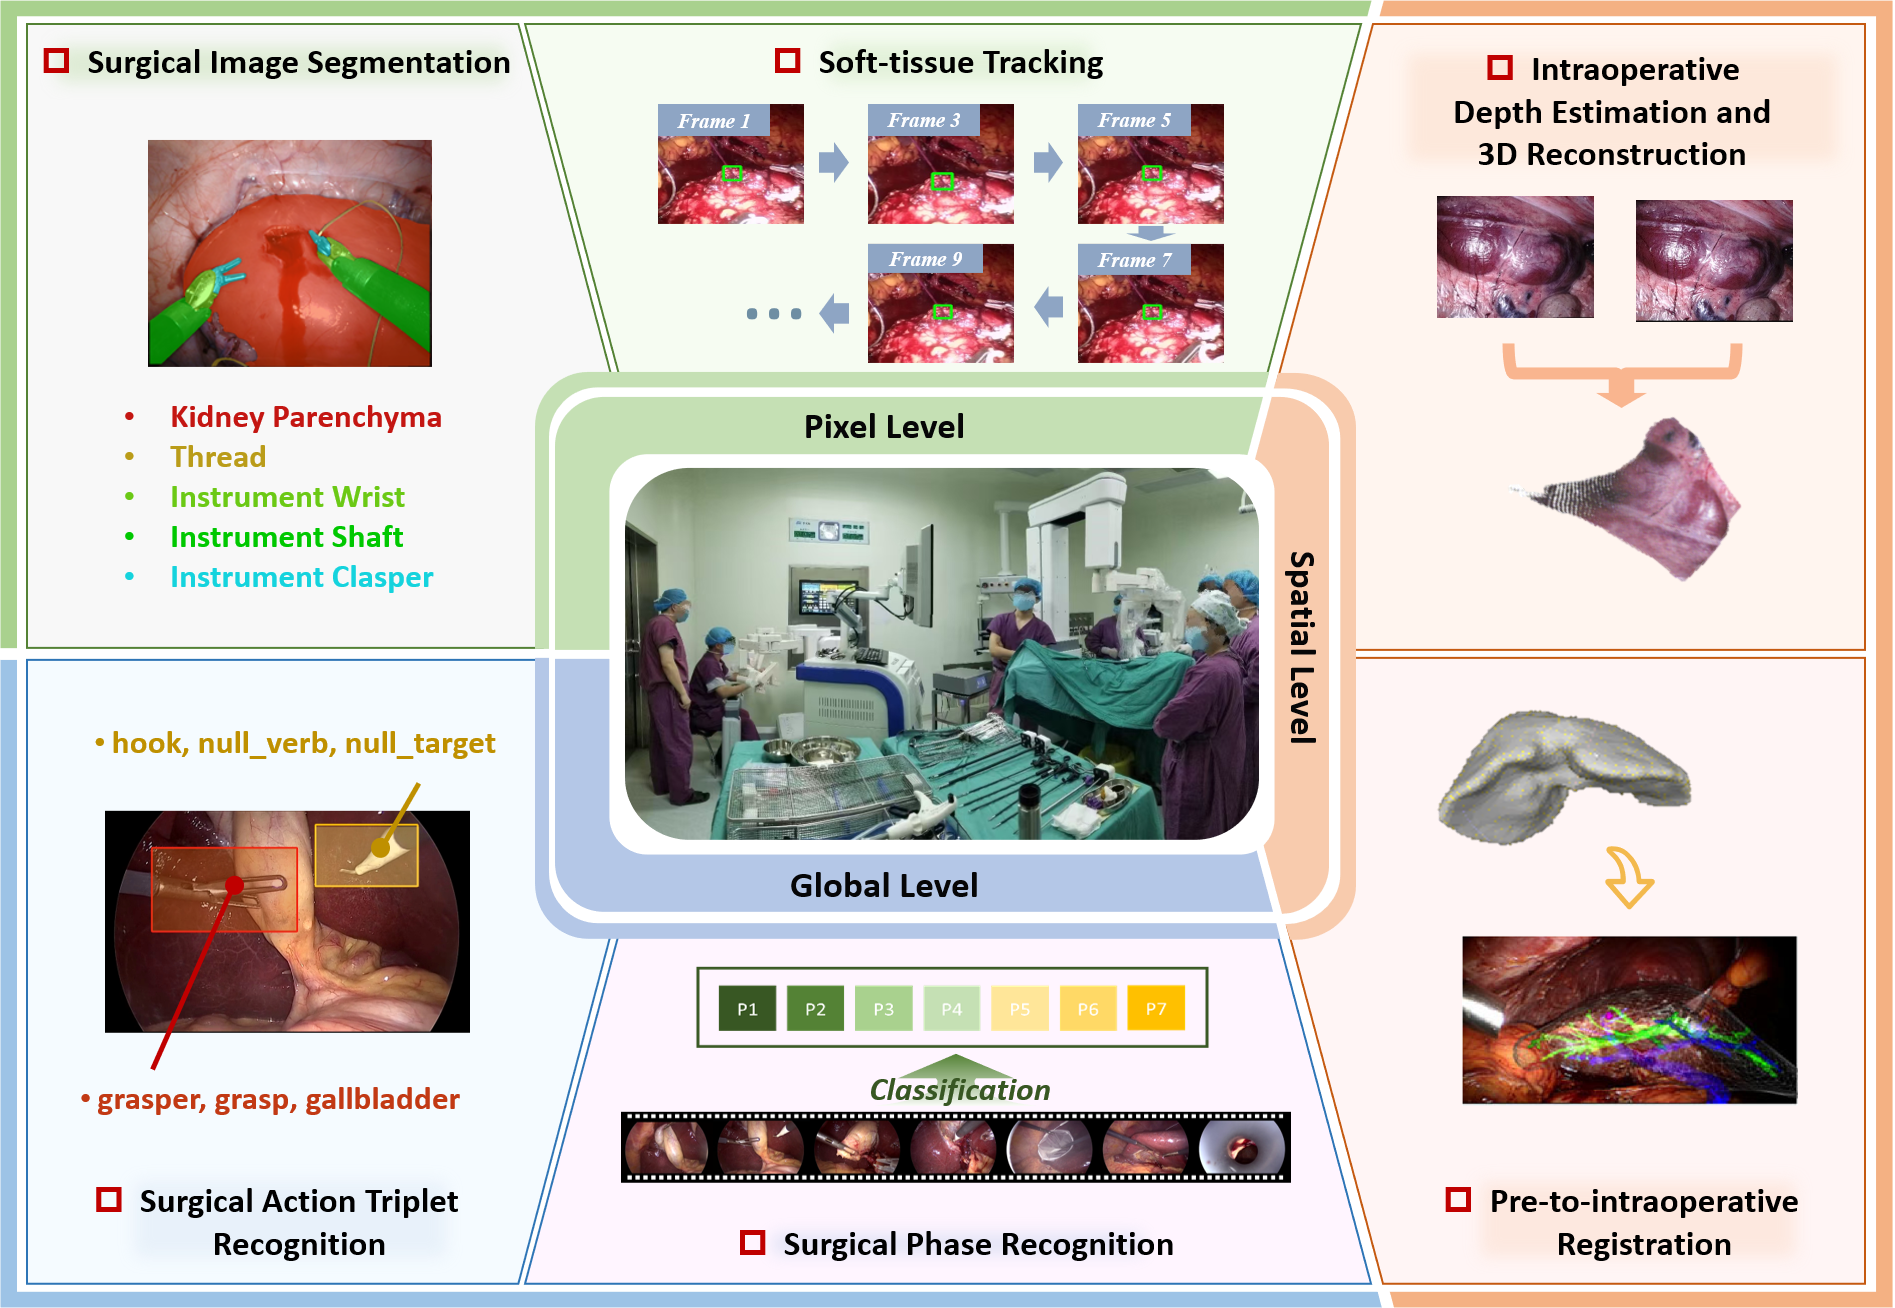 Surgical Image Segmentation
Kidney Parenchyma
Thread
Instrument Wrist
Instrument Shaft
Instrument Clasper
Soft-tissue Tracking
Frame 1
Frame 3
Frame 5
Frame 9
Frame 7
Intraoperative
Depth Estimation and
3D Reconstruction
Pixel Level
Spatial Level
Global Level
• hook, null_verb, null_target
• grasper, grasp, gallbladder
Surgical Action Triplet
Recognition
P1 P2 P3 P4 P5 P6 P7
Classification
Surgical Phase Recognition
Pre-to-intraoperative
Registration